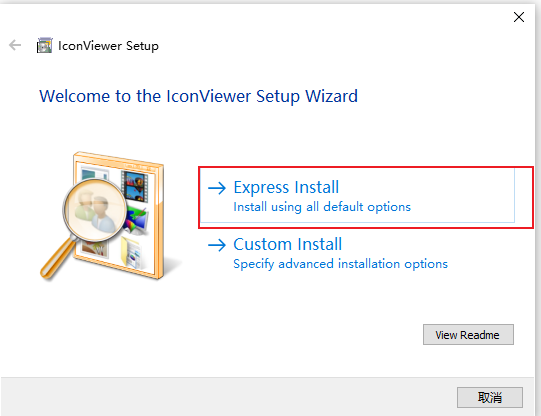 IconViewer Setup
Welcome to the IconViewer Setup Wizard
Express Install
Install using all default options
Custom Install
Specify advanced installation options
View Readme
取消